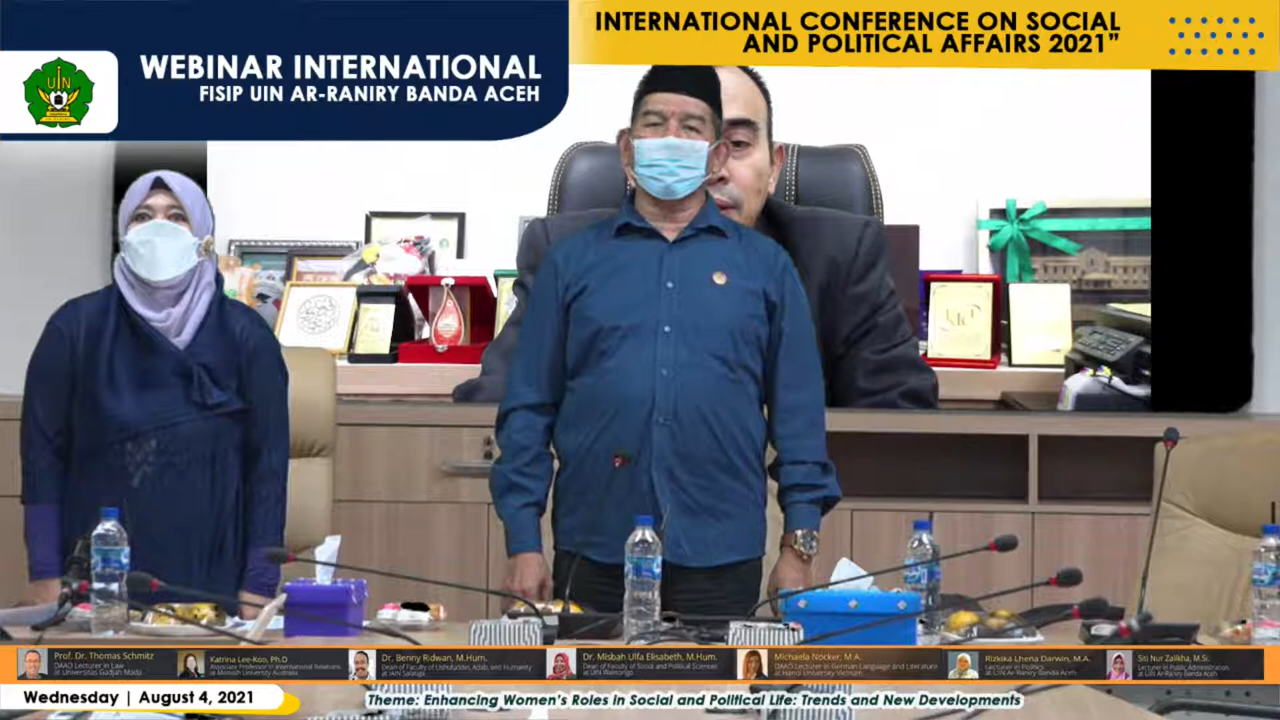 INTERNATIONAL CONFERENCE ON SOCIAL
AND POLITICAL AFFAIRS 2021"
WEBINAR INTERNATIONAL
FISIP UIN AR-RANIRY BANDA ACEH
UIN
Prof. Dr. Thomas Schmitz
DAAD Lecturer in Law
at Universitas Gadjah Mada
Katrina Lee-Koo, Ph.D
Associate Professor in International Relations
at Monash University Australia
Dr. Benny Ridwan, M.Hum.
Dean of Faculty of Ushuluddin, Adab, and Humanity
at IAIN Salatiga
Dr. Misbah Ulfa Elisabeth, M.Hum.
Dean of Faculty of Social and Political Sciences
at UIN Walisongo
Michaela Nocker, M.A.
DAAD Lecturer in German Language and Literature
at Hanoi University Vietnam
Rizkika Lhena Darwin, M.A.
Lecturer in Politics
at UIN Ar-Raniry Banda Aceh
Siti Nur Zalikha, M.Si.
Lecturer in Public Administration
at UIN Ar-Raniry Banda Aceh
Wednesday | August 4, 2021
Theme: Enhancing Women's Roles in Social and Political Life: Trends and New Developments